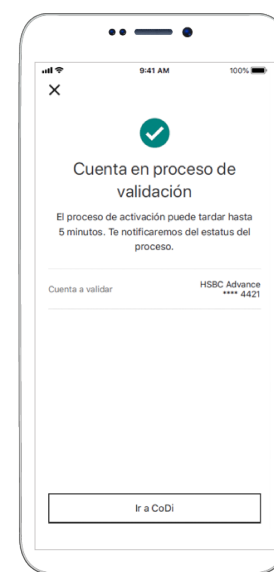 9:41 AM
100%
Cuenta en proceso de
validación
El proceso de activación puede tardar hasta
5 minutos. Te notificaremos del estatus del
proceso.
Cuenta a validar
HSBC Advance
**** 4421
Ir a CoDi